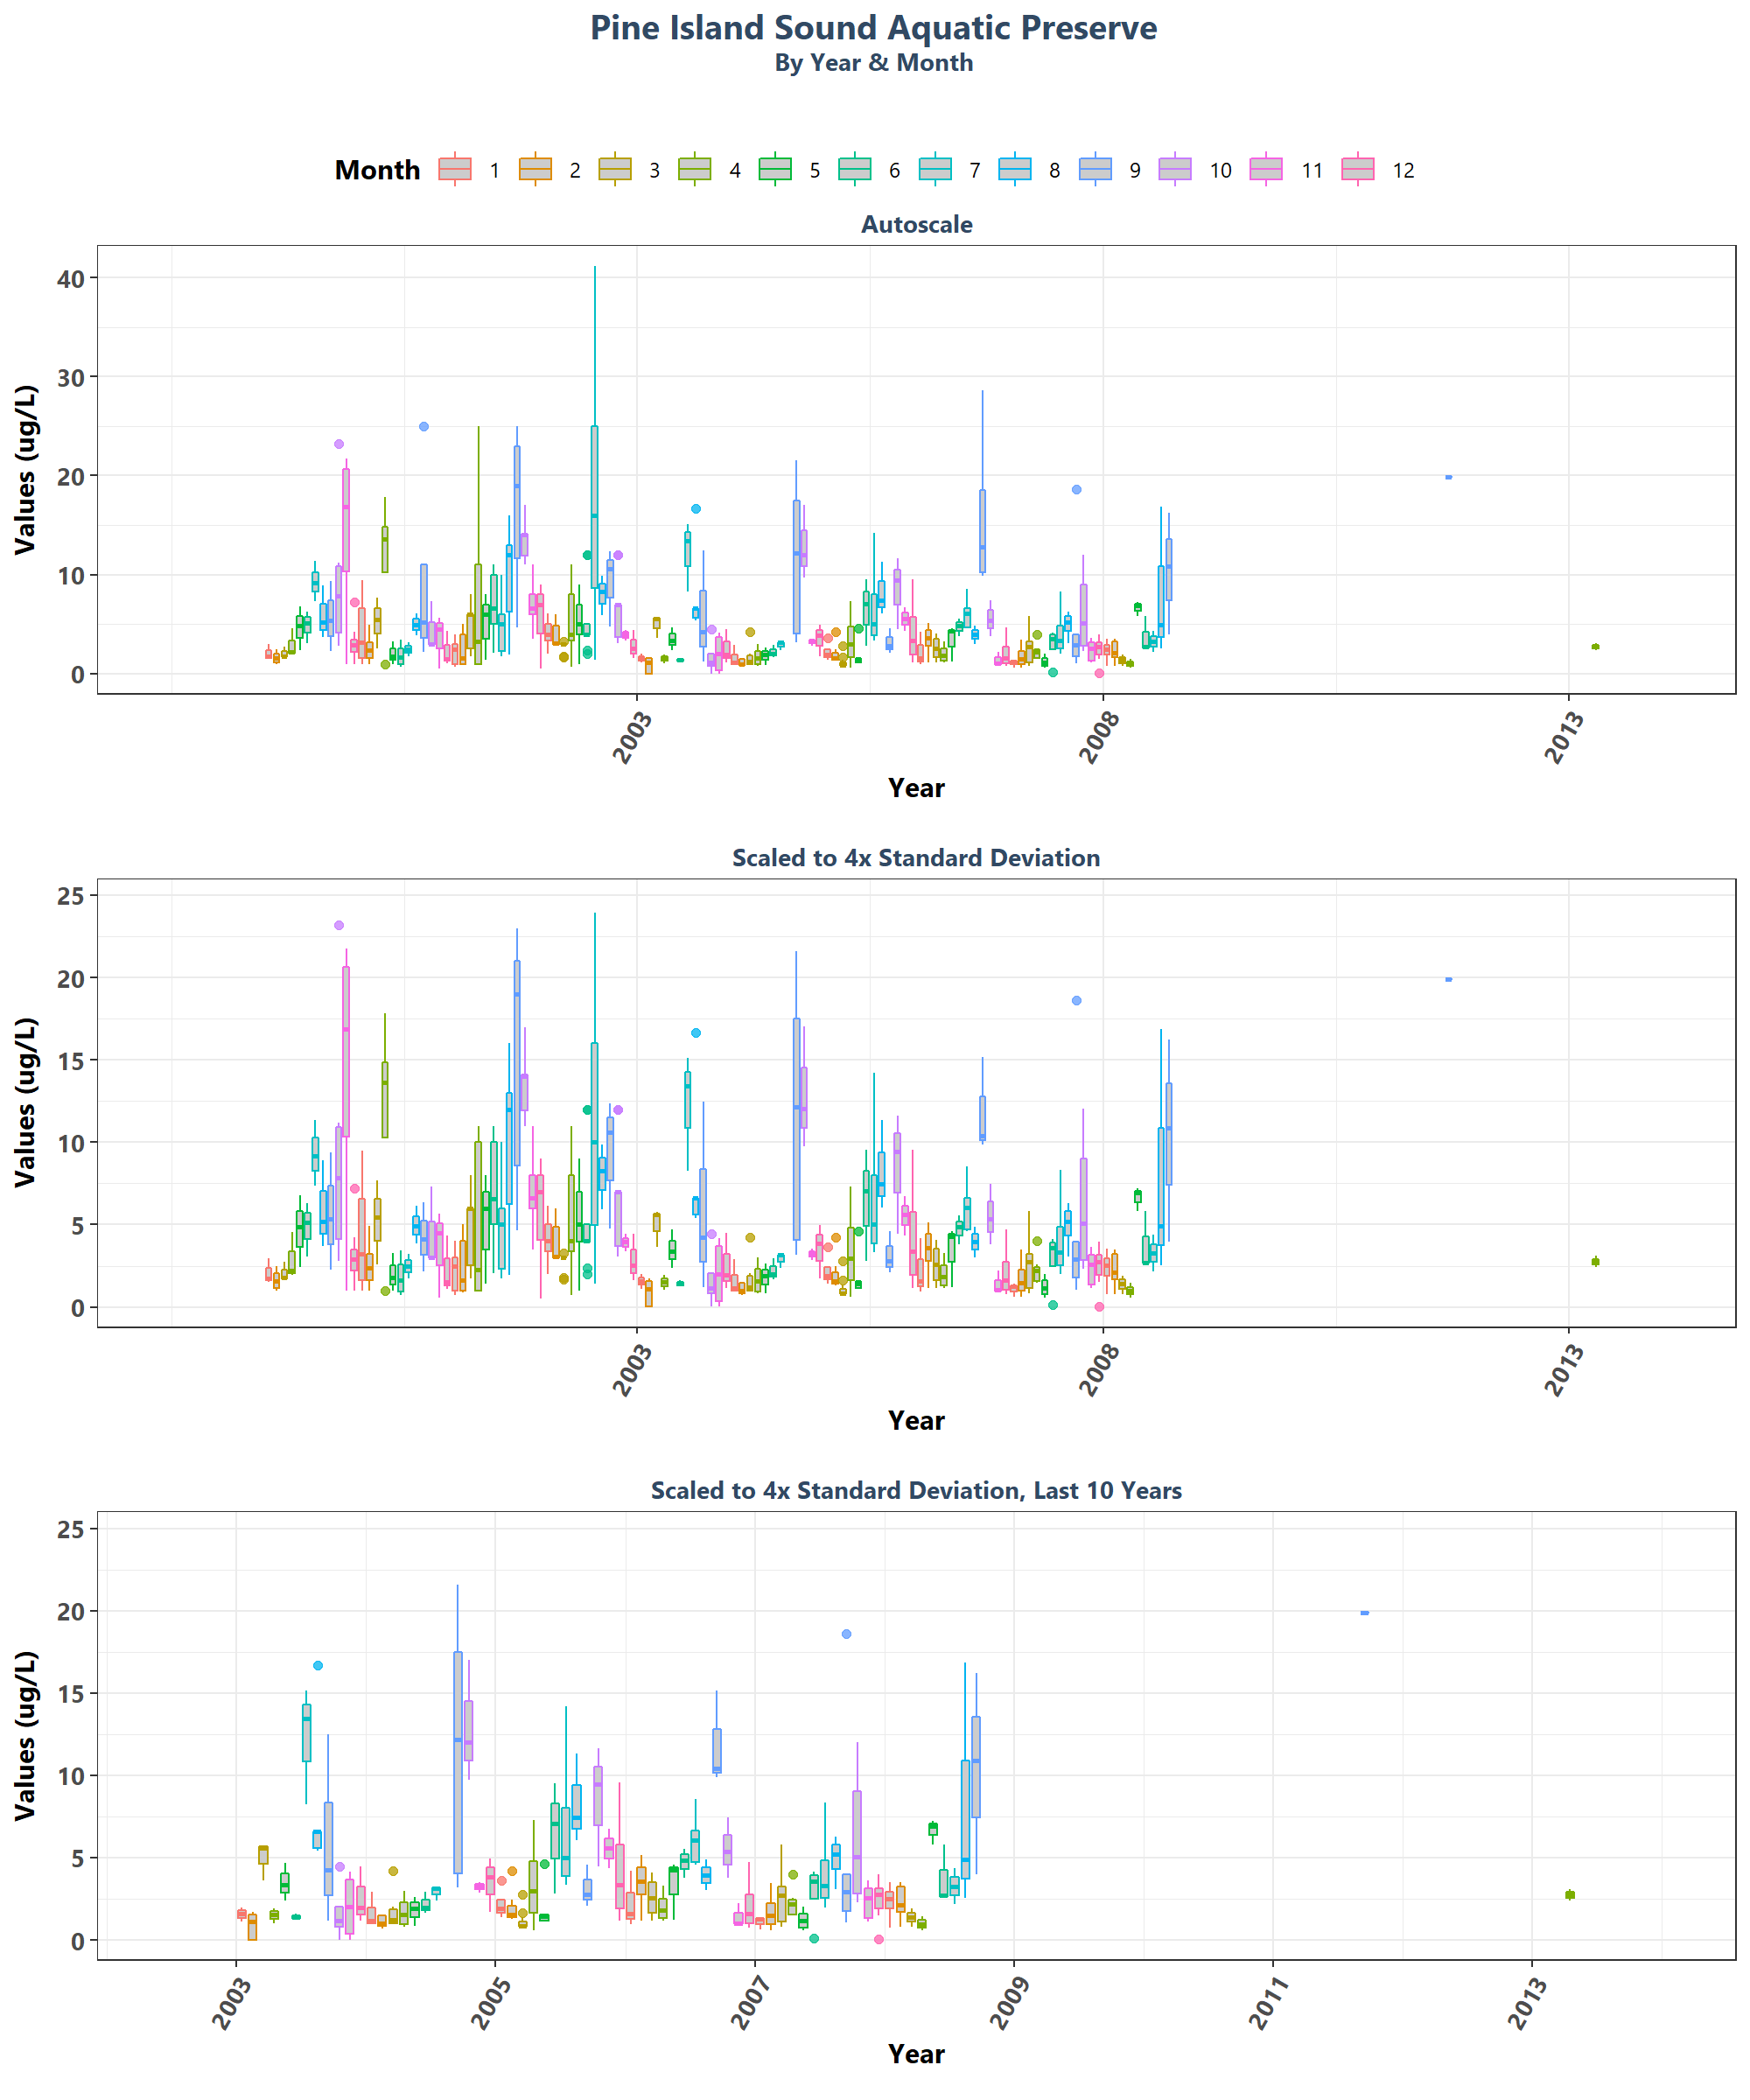 Pine Island Sound Aquatic Preserve
By Year & Month
Month 1 2 3 4 5 6 7 8 9 10 11 12
Autoscale
Values (ug/L)
40
30
20
10
0
2003 2008 2013
Year
Scaled to 4x Standard Deviation
Values (ug/L)
25
20
15
10
5
0
2003 2008 2013
Year
Scaled to 4x Standard Deviation, Last 10 Years
Values (ug/L)
25
20
15
10
5
0
2003 2005 2007 2009 2011 2013
Year